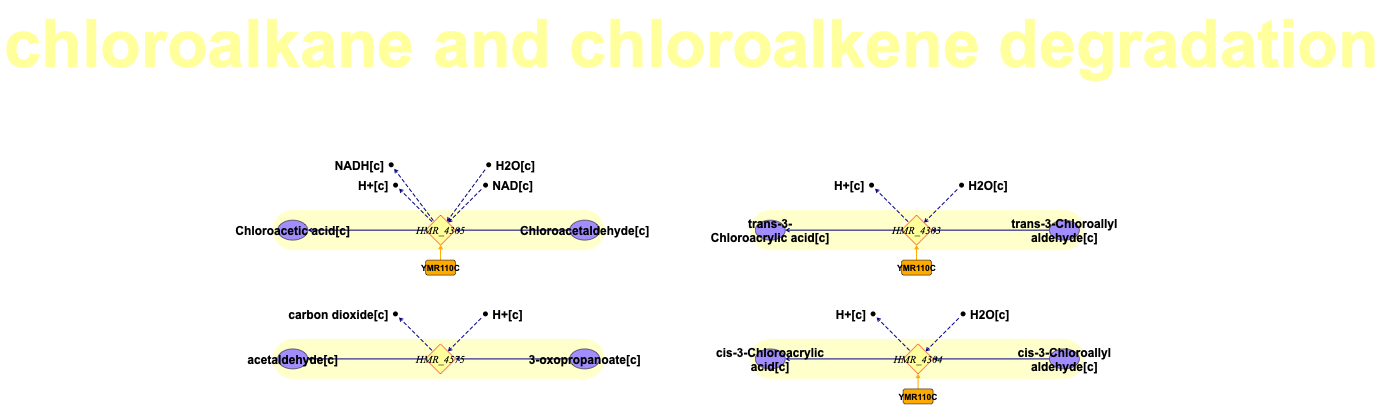 chloroalkane and chloroalkene degradation
NADH[c]
H2O[c]
H+[c]
NAD[c]
Chloroacetic acid[c]
HMR_4305
Chloroacetaldehyde[c]
YMR110C
H+[c]
H2O[c]
trans-3-
Chloroacrylic acid[c]
HMR_4303
trans-3-Chloroallyl
aldehyde[c]
YMR110C
carbon dioxide[c]
H+[c]
acetaldehyde[c]
HMR_4575
3-oxopropanoate[c]
H+[c]
H2O[c]
cis-3-Chloroacrylic
acid[c]
HMR_4304
cis-3-Chloroallyl
aldehyde[c]
YMR110C